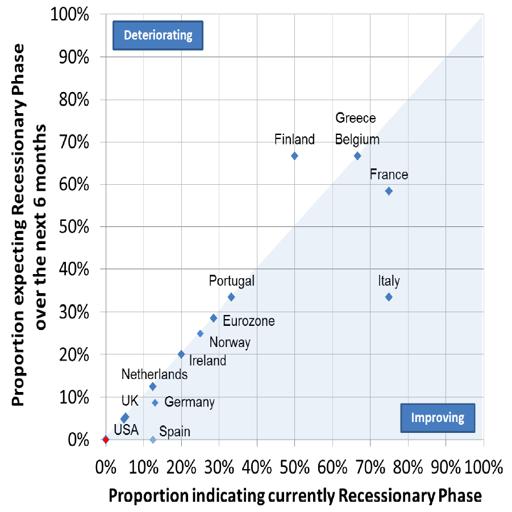 100%
Deteriorating
90%
80%
Greece
70%
Finland
Belgium
60%
France
50%
40%
Portugal
Italy
30%
Eurozone
Norway
20%
Ireland
Netherlands
10%
UK
Germany
USA
Spain
Improving
0%
Proportion expecting Recessionary Phase
over the next 6 months
0% 10% 20% 30% 40% 50% 60% 70% 80% 90% 100%
Proportion indicating currently Recessionary Phase